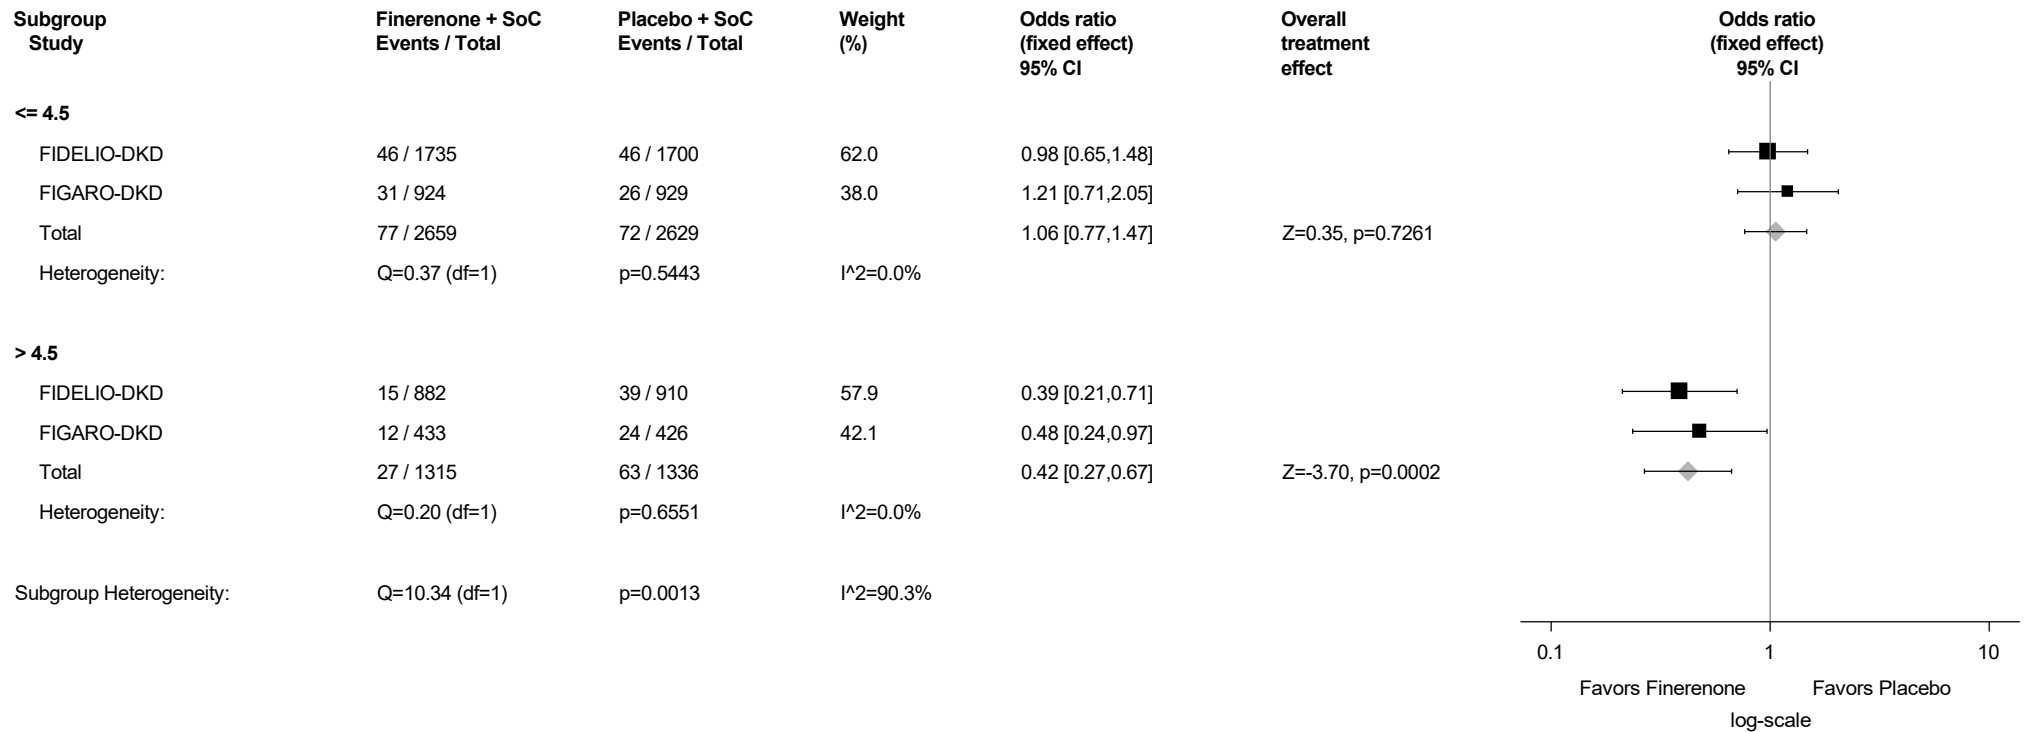 Subgroup Finerenone + SoC Placebo + SoC Weight Odds ratio Overall Odds ratio
Study Events / Total Events / Total (%) (fixed effect) treatment (fixed effect)
95% CI effect 95% CI
<= 4.5
FIDELIO-DKD 46 / 1735 46 / 1700 62.0 0.98 [0.65,1.48]
FIGARO-DKD 31 / 924 26 / 929 38.0 1.21 [0.71,2.05]
Total 77 / 2659 72 / 2629 1.06 [0.77,1.47] Z=0.35, p=0.7261
Heterogeneity: Q=0.37 (df=1) p=0.5443 I^2=0.0%
> 4.5
FIDELIO-DKD 15 / 882 39 / 910 57.9 0.39 [0.21,0.71]
FIGARO-DKD 12 / 433 24 / 426 42.1 0.48 [0.24,0.97]
Total 27 / 1315 63 / 1336 0.42 [0.27,0.67] Z=-3.70, p=0.0002
Heterogeneity: Q=0.20 (df=1) p=0.6551 I^2=0.0%
Subgroup Heterogeneity: Q=10.34 (df=1) p=0.0013 I^2=90.3%
0.1 1 10
Favors Finerenone Favors Placebo
log-scale